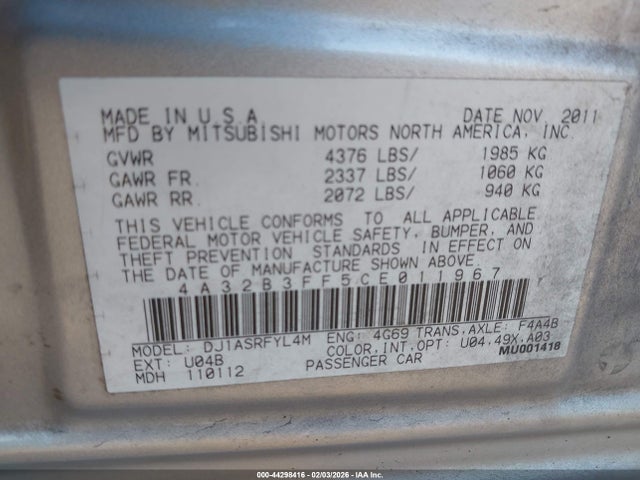 MADE IN U.S.A. DATE NOV, 2011
MFD BY MITSUBISHI MOTORS NORTH AMERICA, INC.
GVWR 4376 LBS/ 1985 KG
GAWR FR. 2337 LBS/ 1060 KG
GAWR RR. 2072 LBS/ 940 KG
THIS VEHICLE CONFORMS TO ALL APPLICABLE
FEDERAL MOTOR VEHICLE SAFETY, BUMPER, AND
THEFT PREVENTION STANDARDS IN EFFECT ON
THE DATE OF MANUFACTURE SHOWN ABOVE.
4A32B3FF5CE011967
MODEL: DJ1ASRFYL4M ENG: 4G69 TRANS,AXLE: F4A4B
EXT: U04B COLOR,INT,OPT: U04,49X,A03
MDH 110112 PASSENGER CAR MU001418
000-44298416 - 02/03/2026 - IAA Inc.